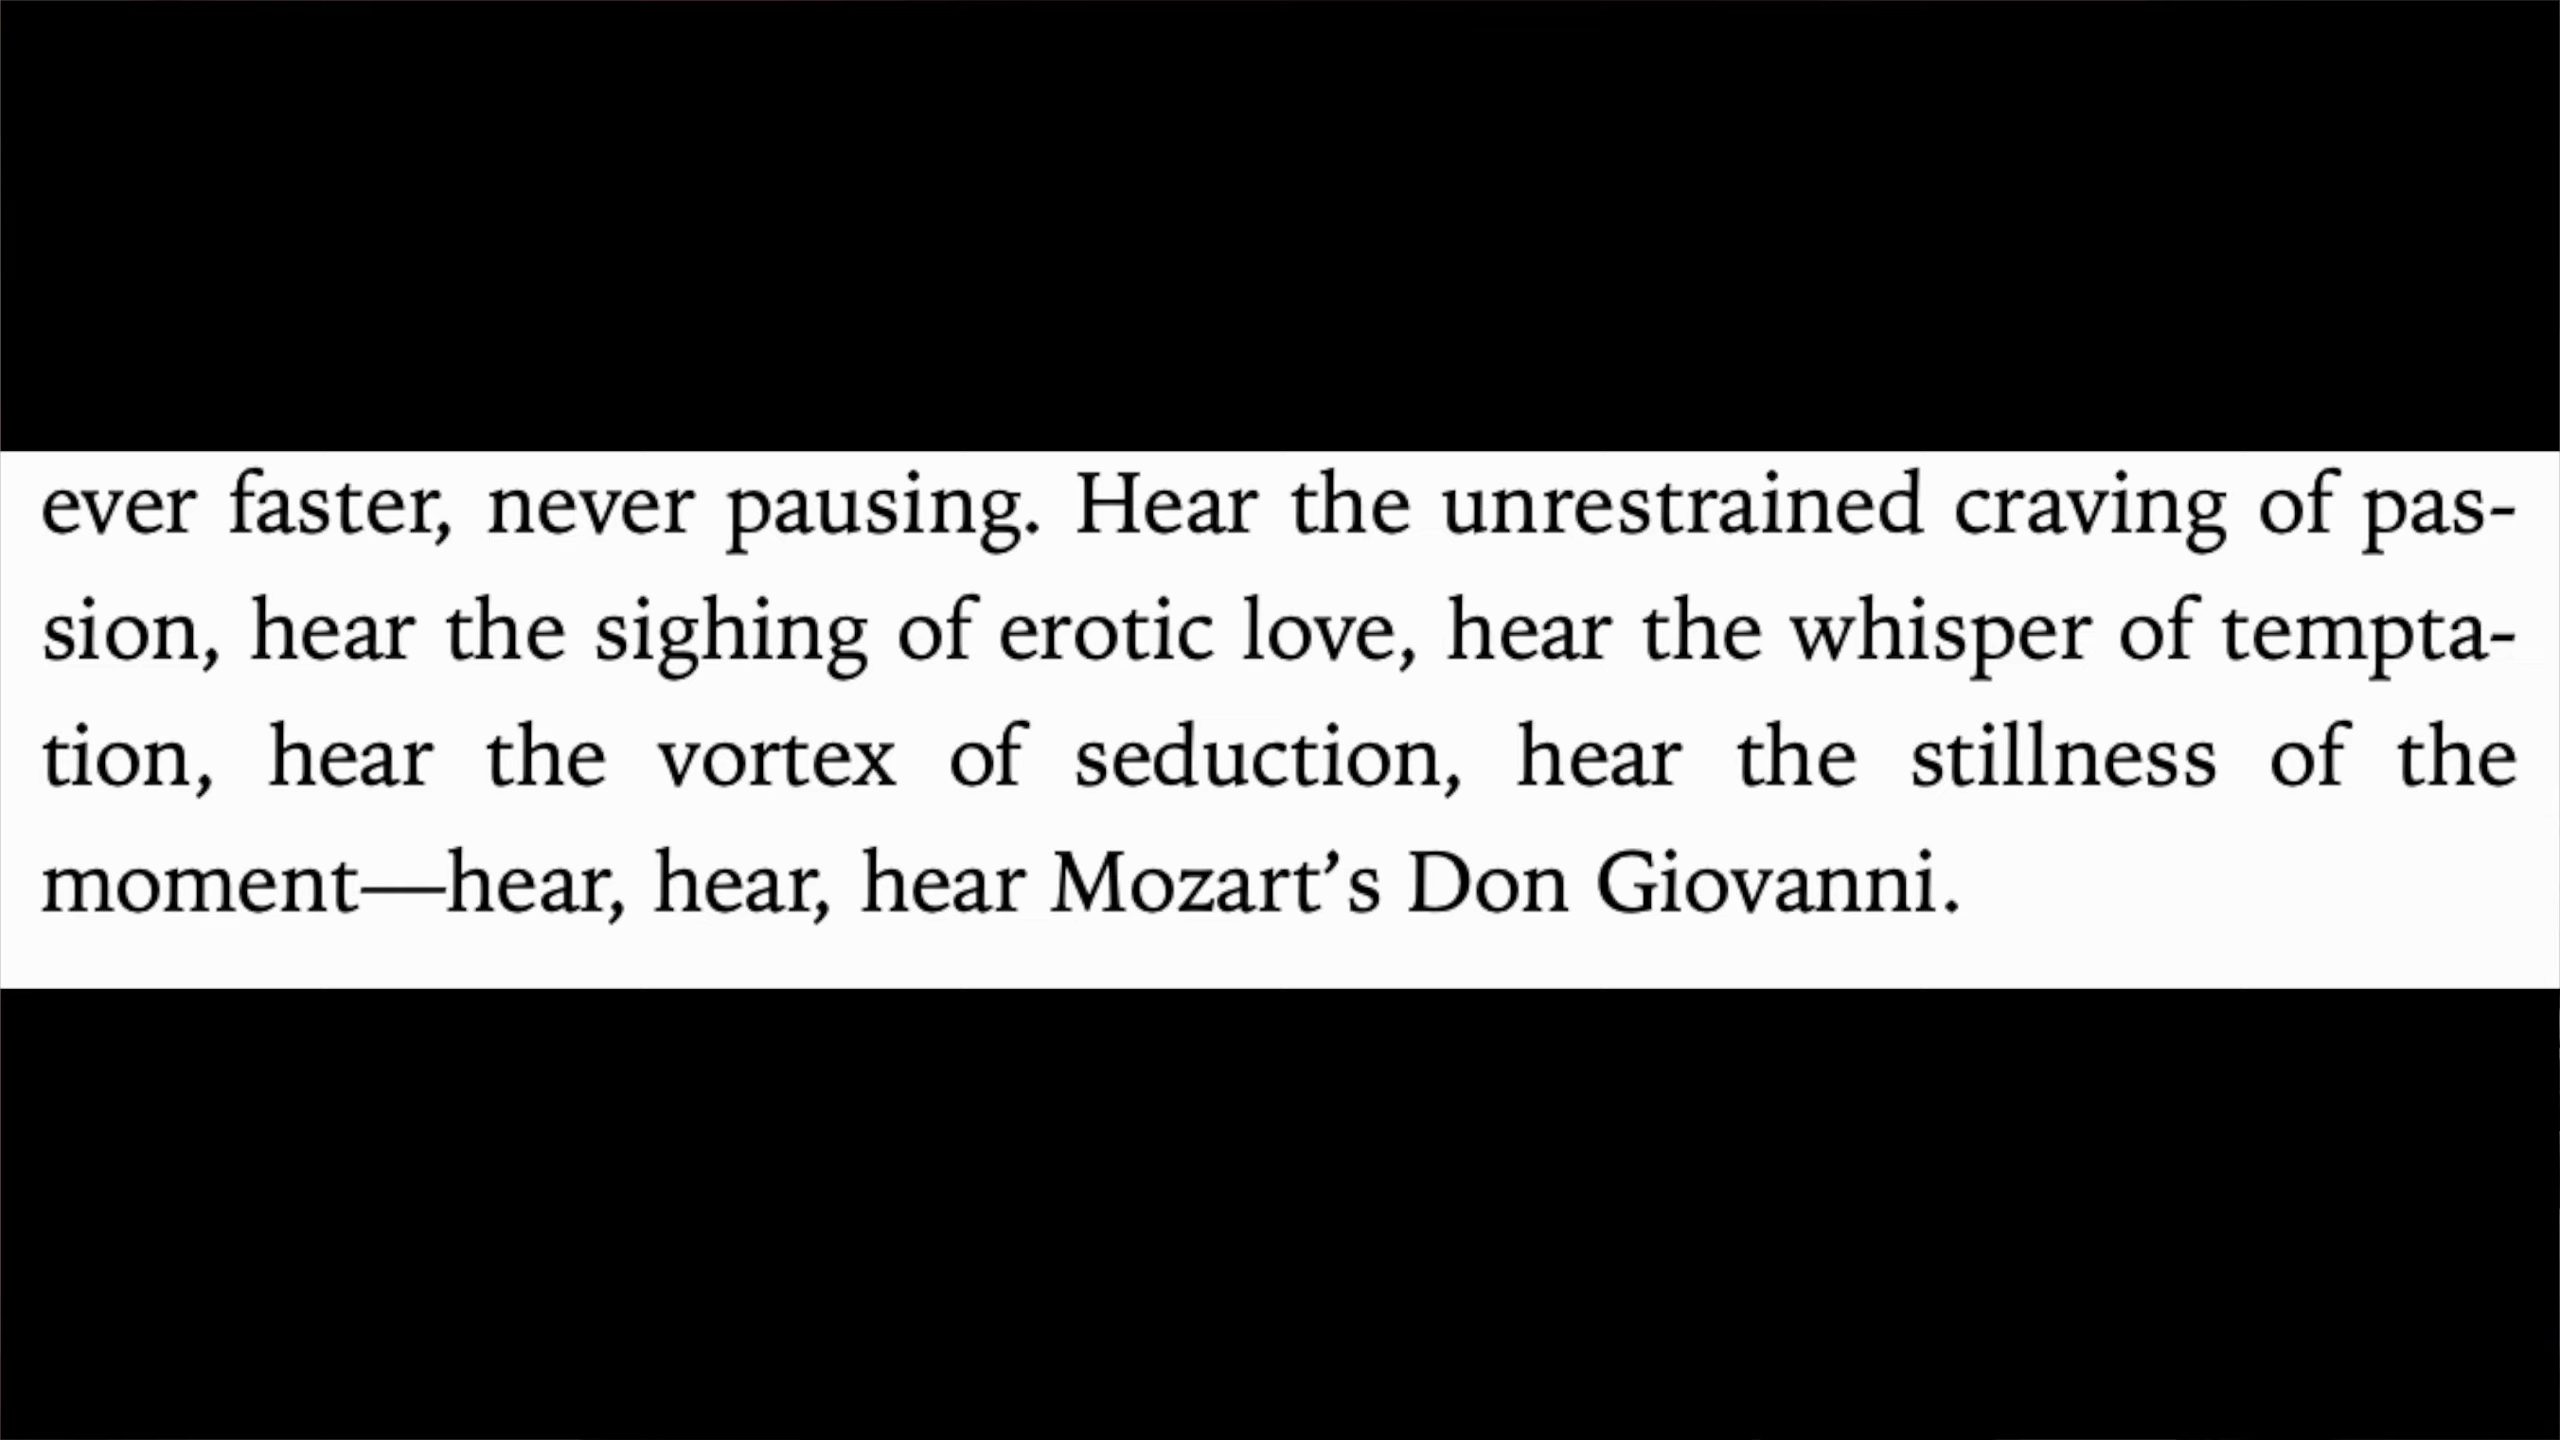 ever faster, never pausing. Hear the unrestrained craving of pas-
sion, hear the sighing of erotic love, hear the whisper of tempta-
tion, hear the vortex of seduction, hear the stillness of the
moment—hear, hear, hear Mozart’s Don Giovanni.